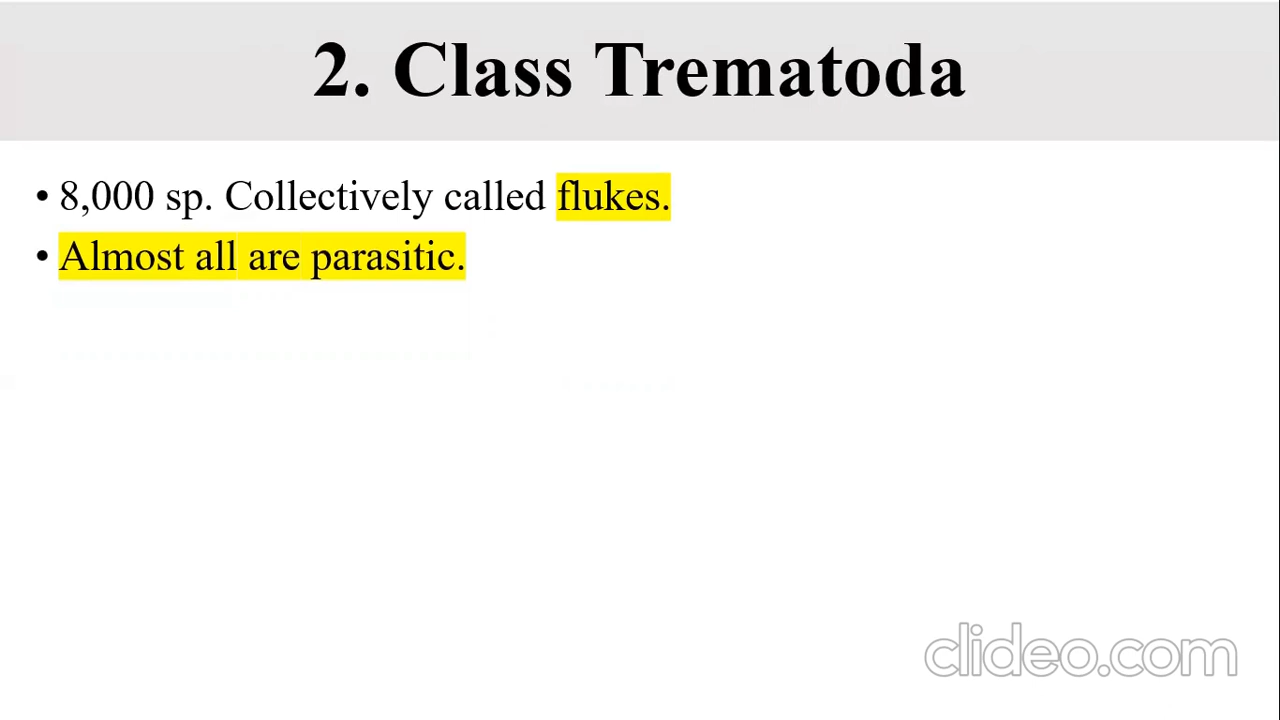 2. Class Trematoda
• 8,000 sp. Collectively called flukes.
• Almost all are parasitic.
clideo.com